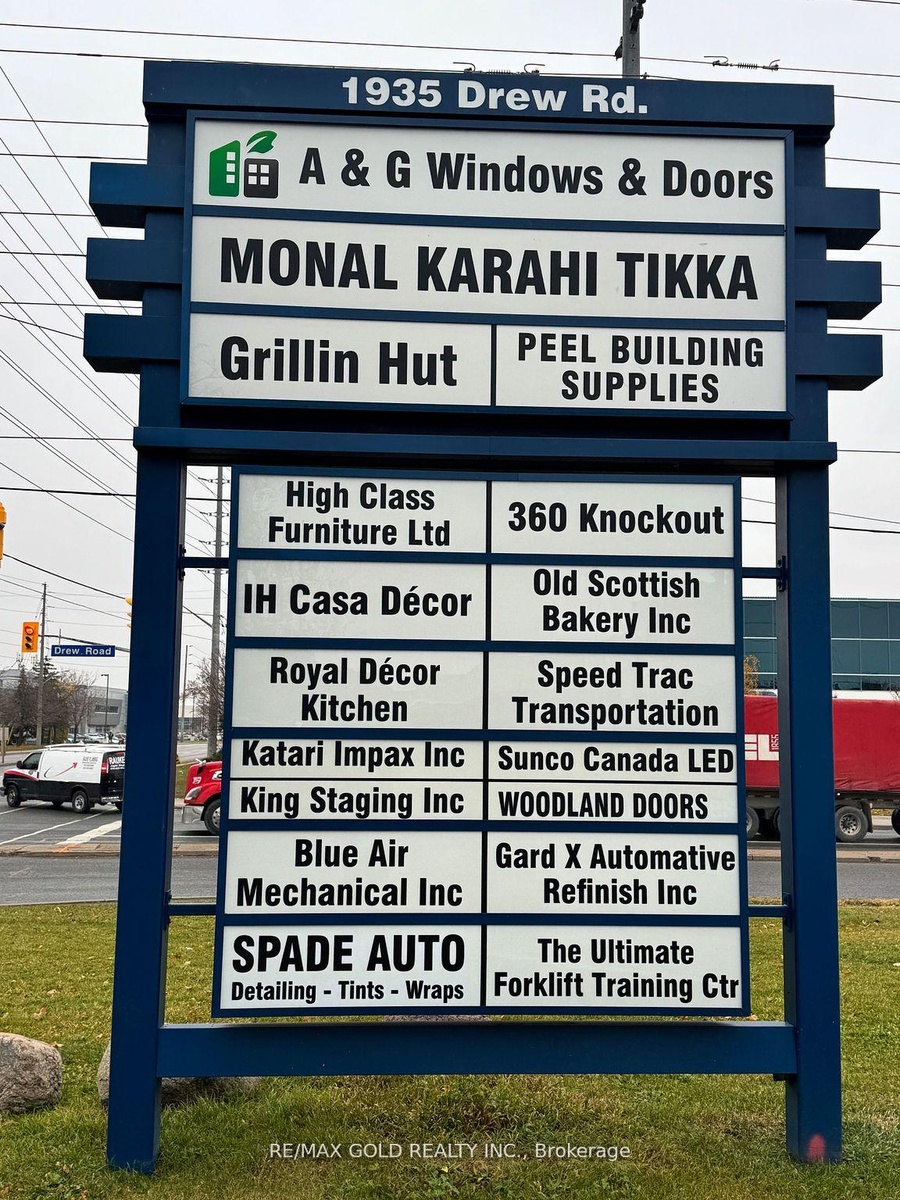 1935 Drew Rd.
A & G Windows & Doors
MONAL KARAHI TIKKA
Grillin Hut
PEEL BUILDING
SUPPLIES
High Class
Furniture Ltd
360 Knockout
IH Casa Décor
Old Scottish
Bakery Inc
Royal Décor
Kitchen
Speed Trac
Transportation
Katari Impax Inc
Sunco Canada LED
King Staging Inc
WOODLAND DOORS
Blue Air
Mechanical Inc
Gard X Automative
Refinish Inc
SPADE AUTO
Detailing - Tints - Wraps
The Ultimate
Forklift Training Ctr
Drew Road
RE/MAX GOLD REALTY INC., Brokerage